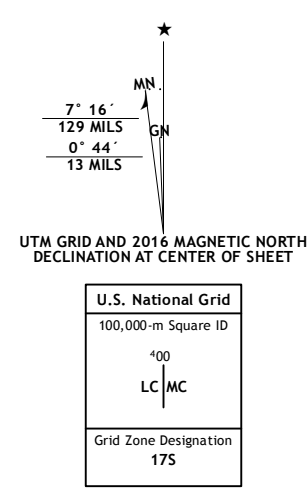 ★
MN
7° 16´
129 MILS
GN
0° 44´
13 MILS
UTM GRID AND 2016 MAGNETIC NORTH
DECLINATION AT CENTER OF SHEET
U.S. National Grid
100,000-m Square ID
⁴00
LC MC
Grid Zone Designation
17S